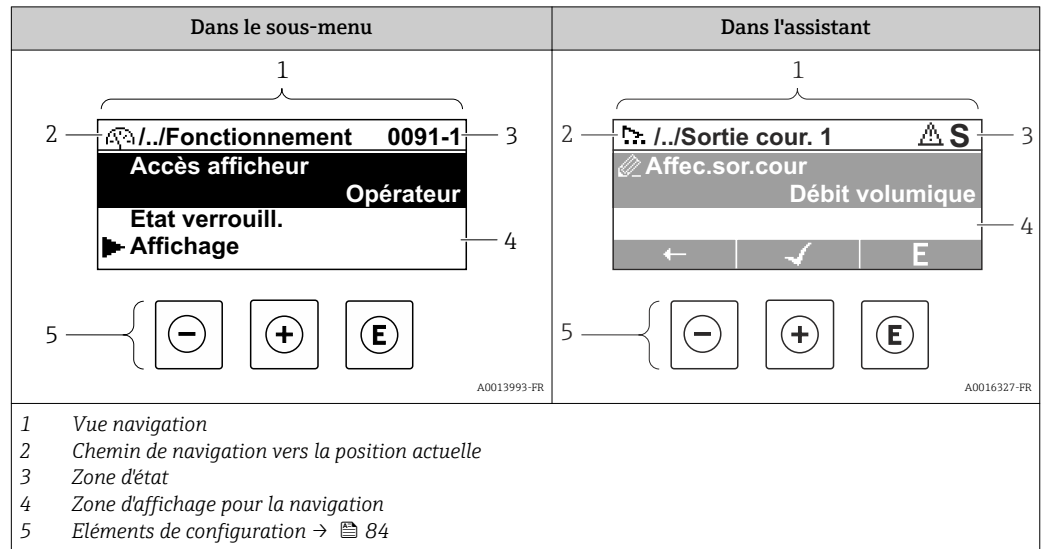 Dans le sous-menu
1
2
/../Fonctionnement 0091-1
3
Accès afficheur
Opérateur
Etat verrouill.
Affichage
4
5
E
A0013993-FR
Dans l'assistant
1
2
/../Sortie cour. 1 S
3
Affec.sor.cour
Débit volumique
4
E
5
E
A0016327-FR
1 Vue navigation
2 Chemin de navigation vers la position actuelle
3 Zone d'état
4 Zone d'affichage pour la navigation
5 Eléments de configuration → 84